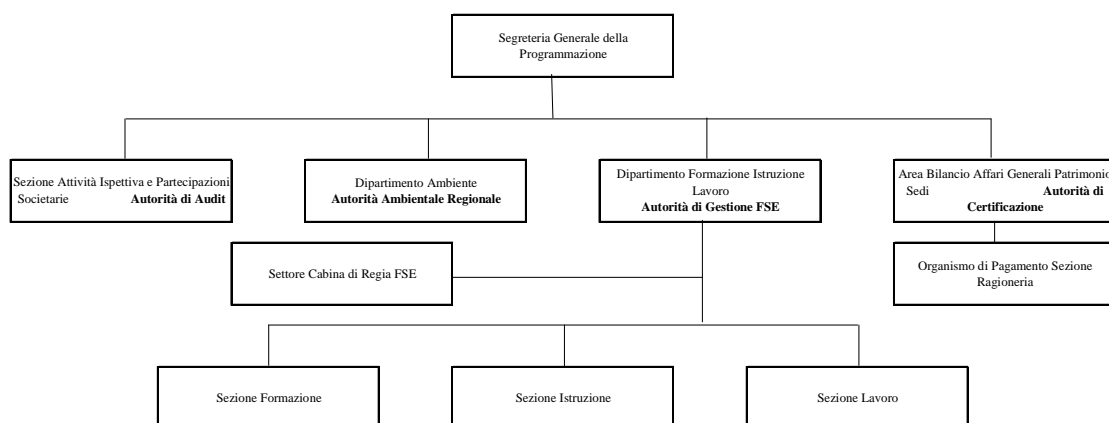 Segreteria Generale della
Programmazione
Sezione Attività Ispettiva e Partecipazioni
Societarie Autorità di Audit
Dipartimento Ambiente
Autorità Ambientale Regionale
Dipartimento Formazione Istruzione
Lavoro
Autorità di Gestione FSE
Area Bilancio Affari Generali Patrimonio
Sedi Autorità di
Certificazione
Settore Cabina di Regia FSE
Organismo di Pagamento Sezione
Ragioneria
Sezione Formazione
Sezione Istruzione
Sezione Lavoro